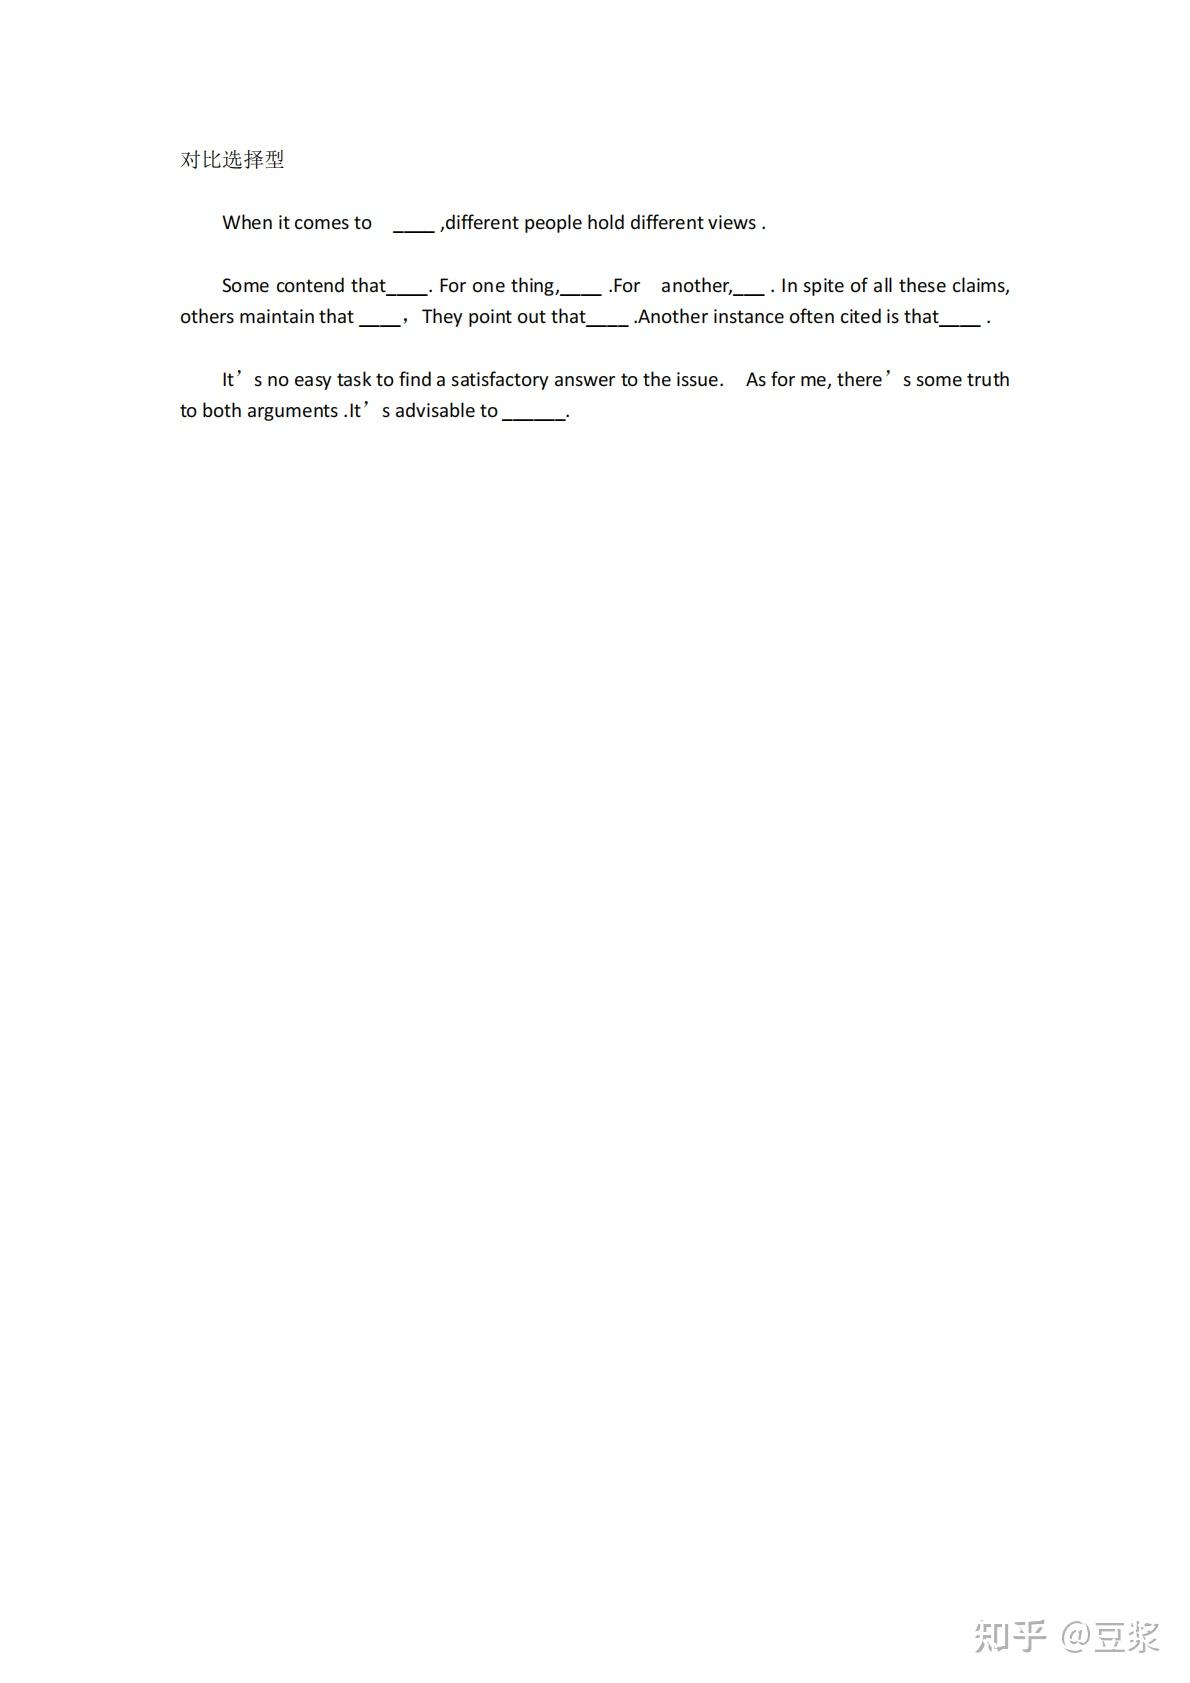 对比选择型
When it comes to ____ ,different people hold different views .
Some contend that____. For one thing,____ .For another,___ . In spite of all these claims,
others maintain that ____，They point out that____ .Another instance often cited is that____ .
It’s no easy task to find a satisfactory answer to the issue. As for me, there’s some truth
to both arguments .It’s advisable to ______.
知乎 @豆浆